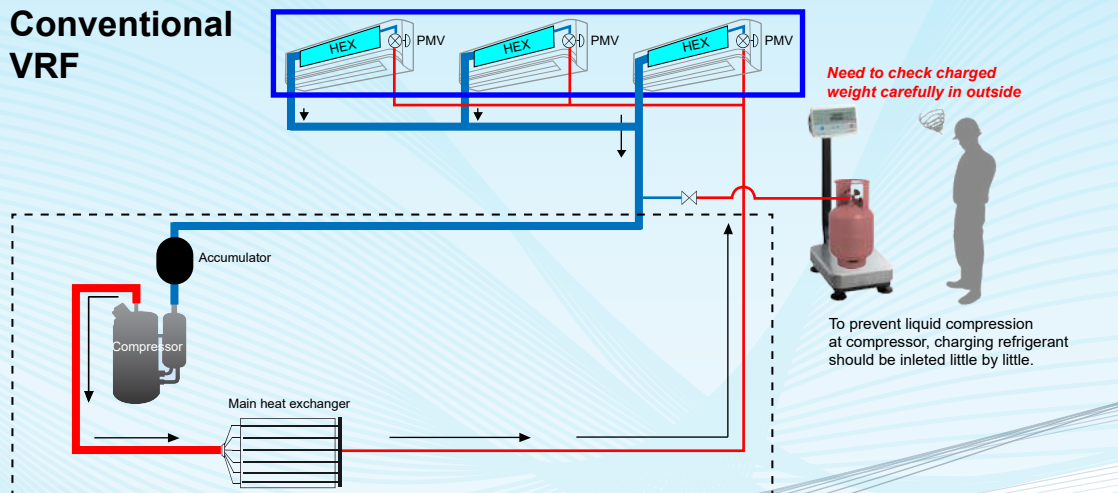 Conventional
VRF
HEX
PMV
HEX
PMV
HEX
PMV
Need to check charged
weight carefully in outside
Accumulator
Compressor
To prevent liquid compression
at compressor, charging refrigerant
should be inleted little by little.
Main heat exchanger